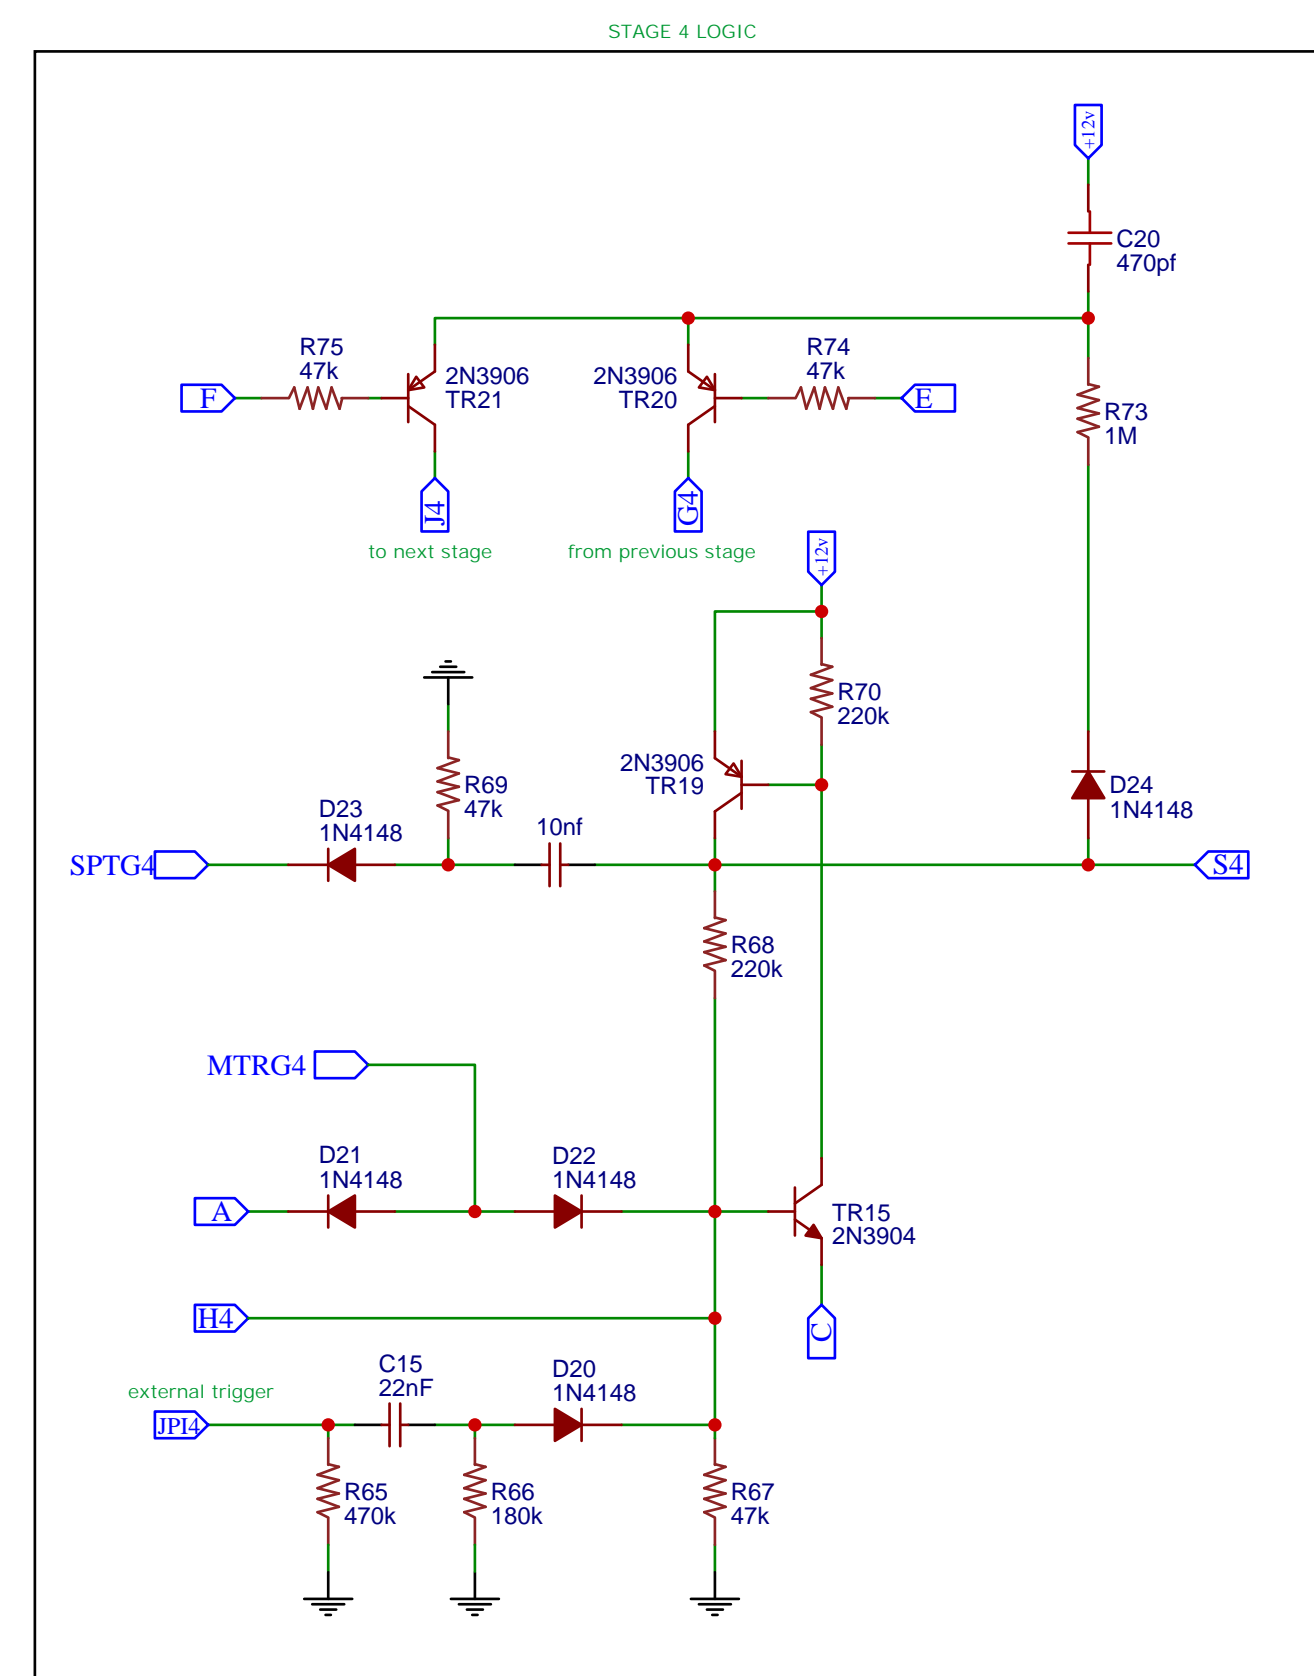 STAGE 4 LOGIC
+12v
C20
470pf
R75
47k
2N3906
TR21
2N3906
TR20
R74
47k
F
E
R73
1M
J4
G4
to next stage
from previous stage
+12v
R70
220k
2N3906
TR19
R69
47k
D24
1N4148
D23
1N4148
10nf
SPTG4
S4
R68
220k
MTRG4
D21
1N4148
D22
1N4148
A
TR15
2N3904
H4
C
C15
22nF
D20
1N4148
external trigger
JPI4
R65
470k
R66
180k
R67
47k